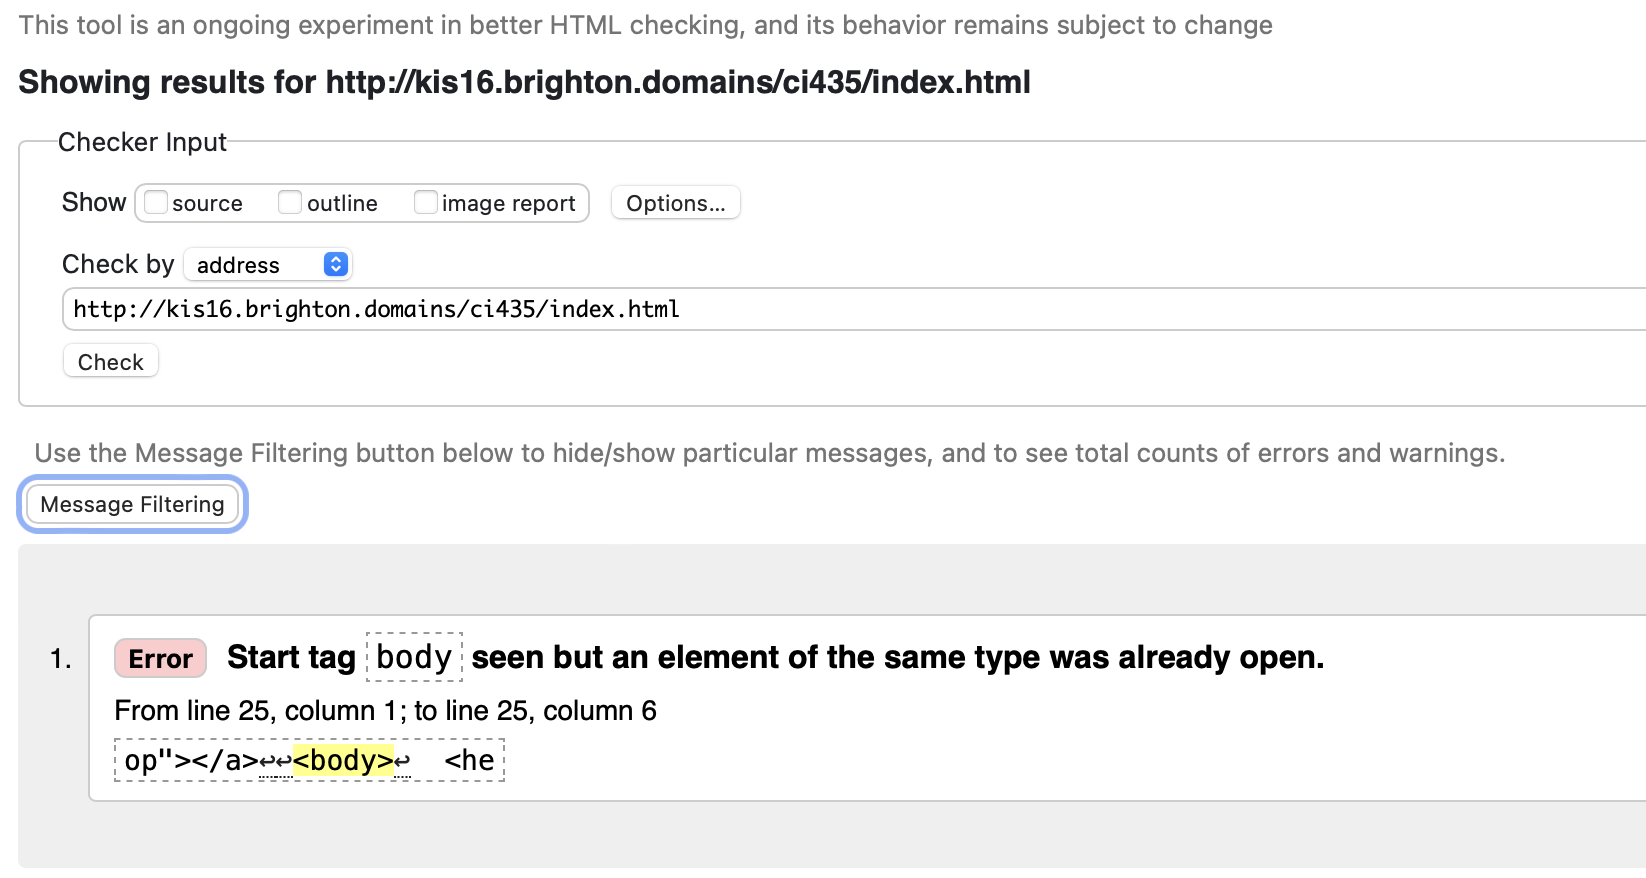 This tool is an ongoing experiment in better HTML checking, and its behavior remains subject to change
Showing results for http://kis16.brighton.domains/ci435/index.html
Checker Input
Show source outline image report Options...
Check by address
http://kis16.brighton.domains/ci435/index.html
Check
Use the Message Filtering button below to hide/show particular messages, and to see total counts of errors and warnings.
Message Filtering
1. Error Start tag body seen but an element of the same type was already open.
From line 25, column 1; to line 25, column 6
op"></a>↩↩<body>↩  <he